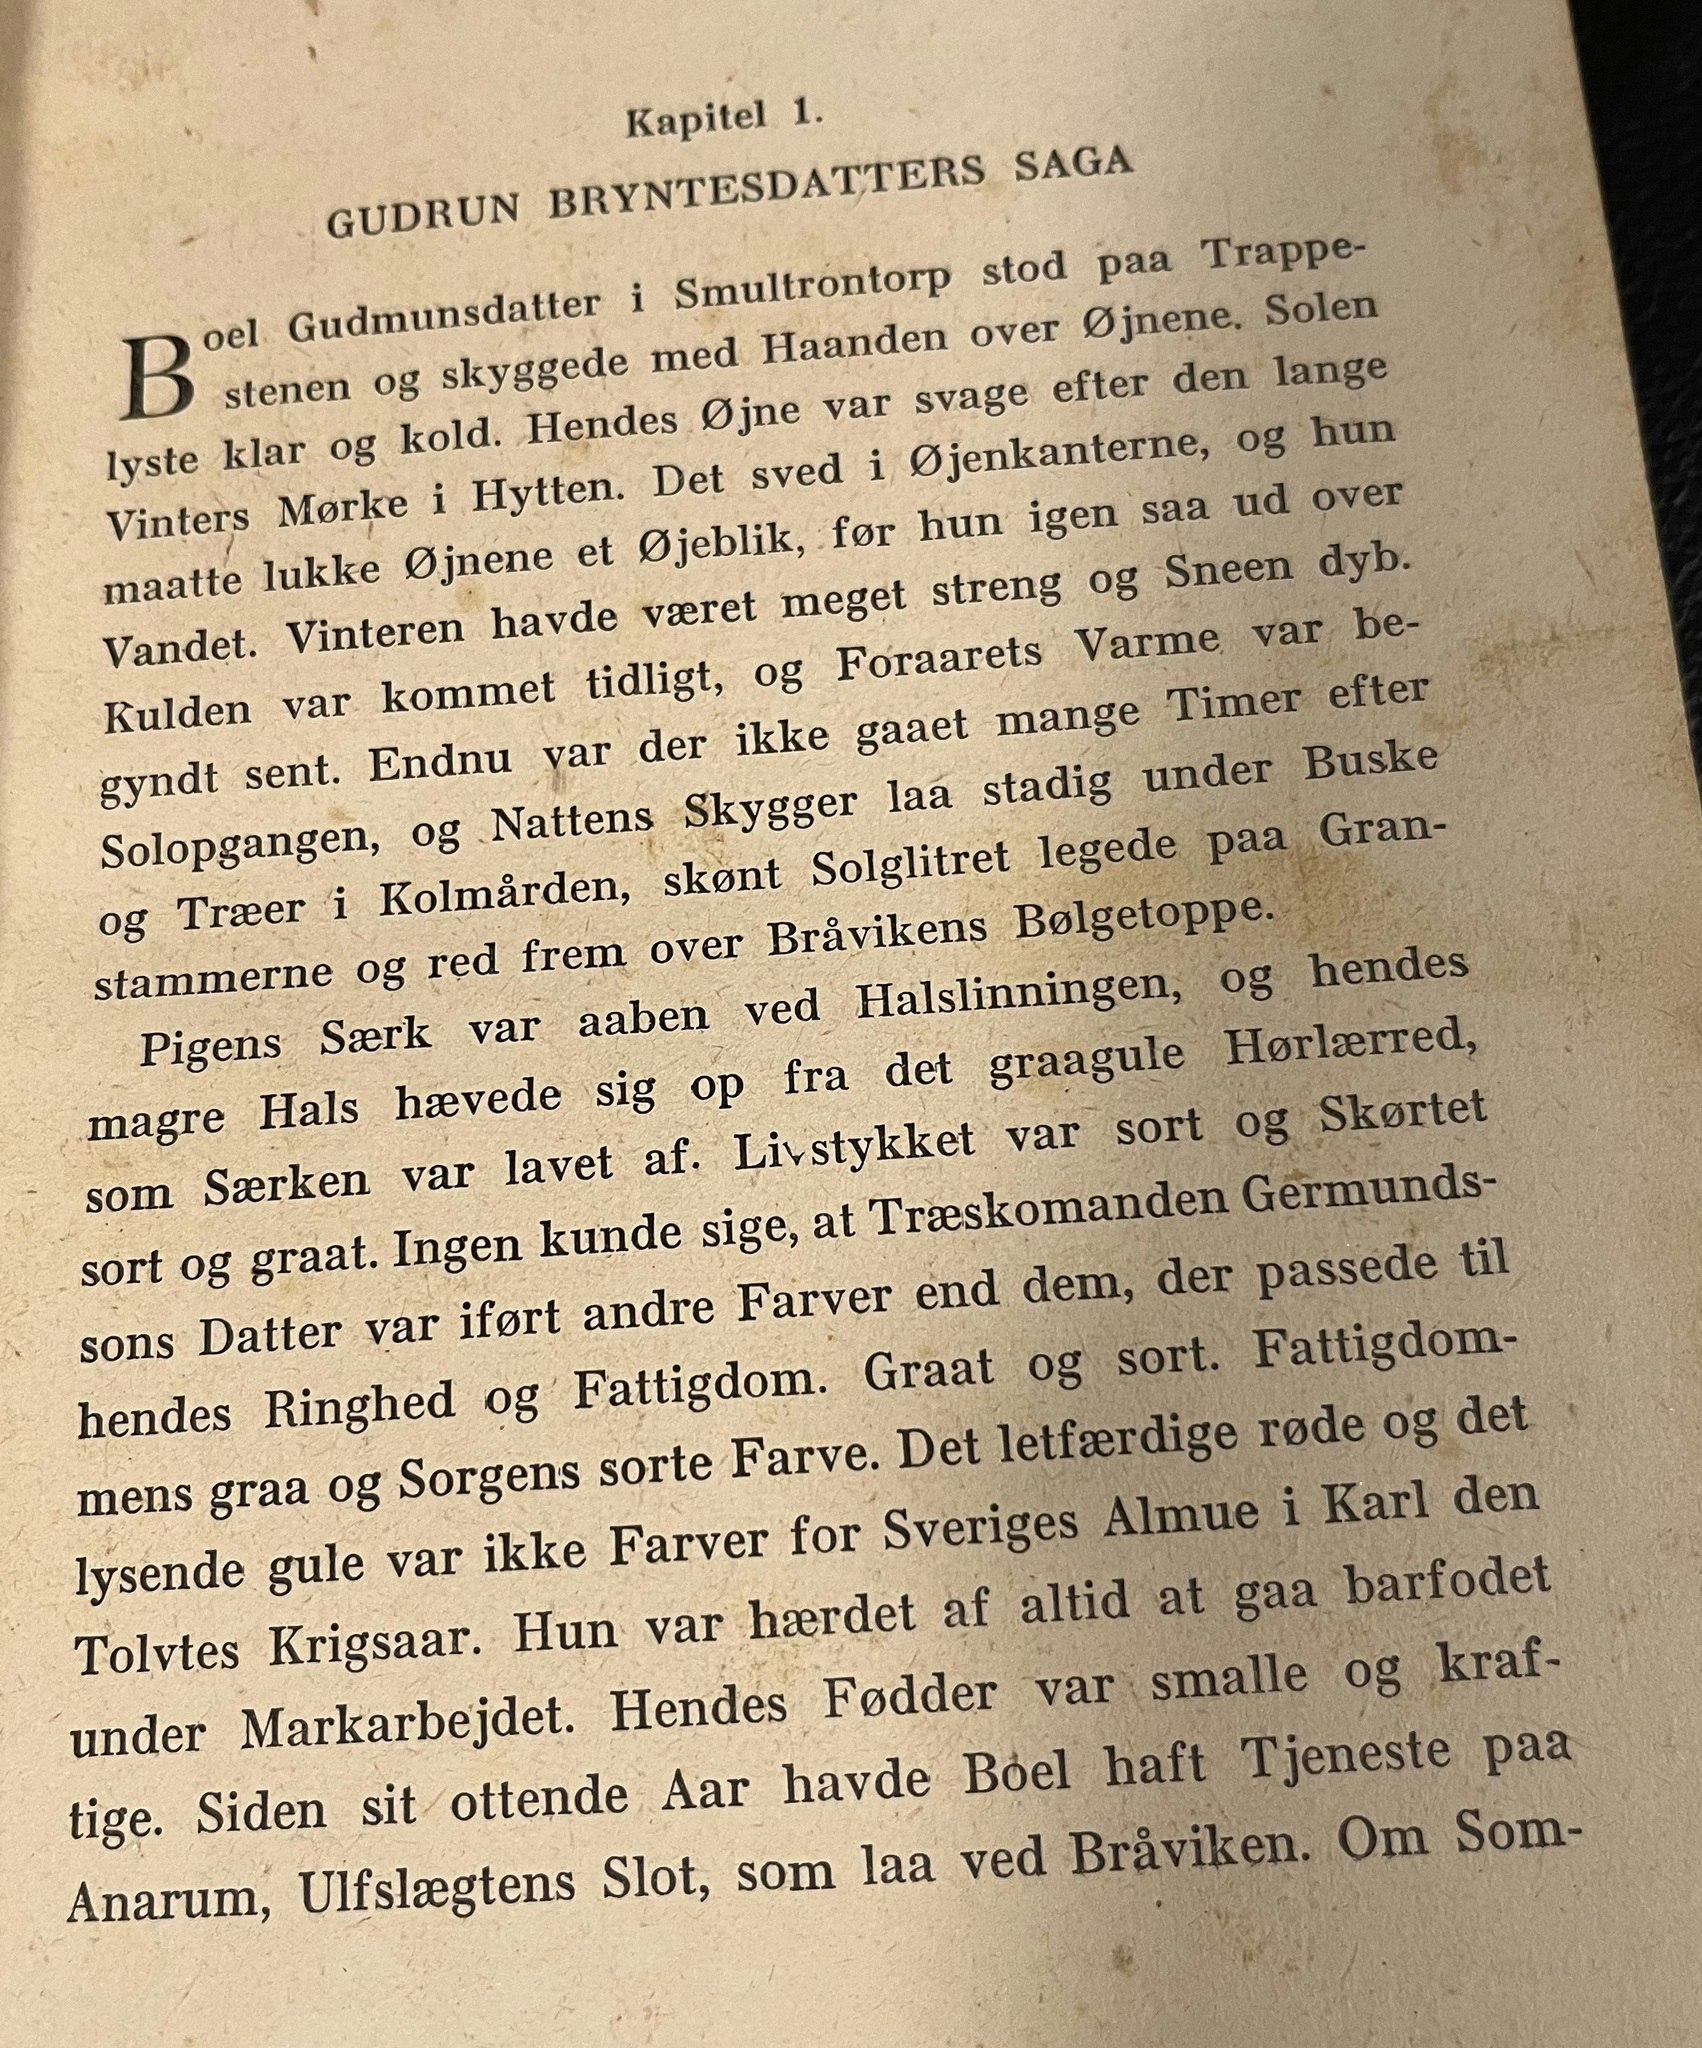 Kapitel 1.
GUDRUN BRYNTESDATTERS SAGA
Boel Gudmunsdatter i Smultrontorp stod paa Trappe-
stenen og skyggede med Haanden over Øjnene. Solen
lyste klar og kold. Hendes Øjne var svage efter den lange
Vinters Mørke i Hytten. Det sved i Øjenkanterne, og hun
maatte lukke Øjnene et Øjeblik, før hun igen saa ud over
Vandet. Vinteren havde været meget streng og Sneen dyb.
Kulden var kommet tidligt, og Foraarets Varme var be-
gyndt sent. Endnu var der ikke gaaet mange Timer efter
Solopgangen, og Nattens Skygger laa stadig under Buske
og Træer i Kolmården, skønt Solglitret legede paa Gran-
stammerne og red frem over Bråvikens Bølgetoppe.
Pigens Særk var aaben ved Halslinningen, og hendes
magre Hals hævede sig op fra det graagule Hørlærred,
som Særken var lavet af. Livstykket var sort og Skørtet
sort og graat. Ingen kunde sige, at Træskomanden Germunds-
sons Datter var iført andre Farver end dem, der passede til
hendes Ringhed og Fattigdom. Graat og sort. Fattigdom-
mens graa og Sorgens sorte Farve. Det letfærdige røde og det
lysende gule var ikke Farver for Sveriges Almue i Karl den
Tolvtes Krigsaar. Hun var hærdet af altid at gaa barfodet
under Markarbejdet. Hendes Fødder var smalle og kraf-
tige. Siden sit ottende Aar havde Boel haft Tjeneste paa
Anarum, Ulfslægtens Slot, som laa ved Bråviken. Om Som-